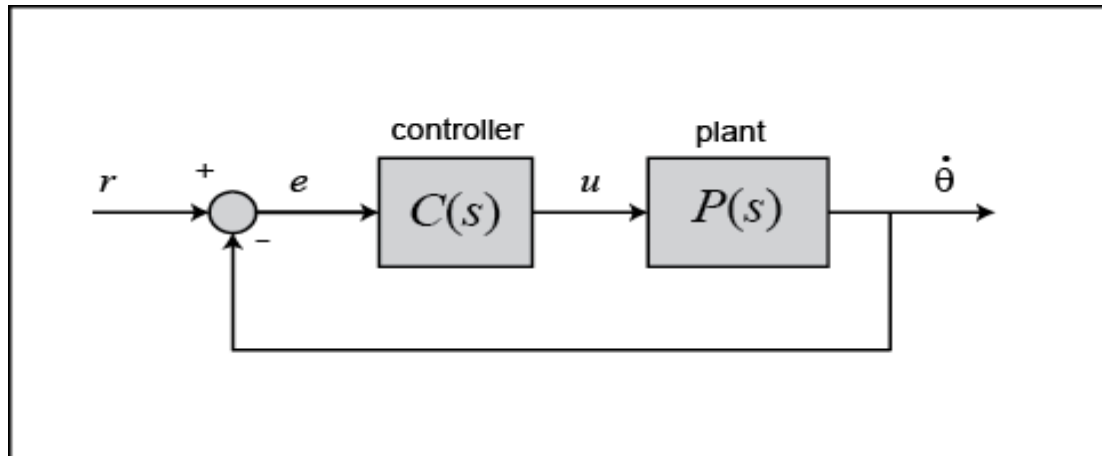 controller
plant
r
+
e
C(s)
u
P(s)
θ̇
−